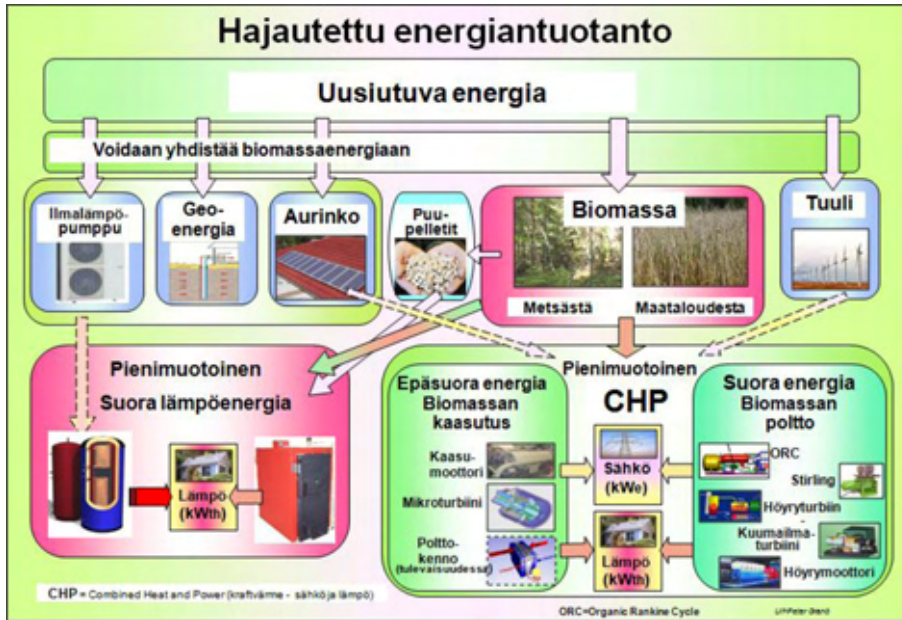 Hajautettu energiantuotanto
Uusiutuva energia
Voidaan yhdistää biomassaenergiaan
Ilmalämpö-
pumppu
Geo-
energia
Aurinko
Puu-
pelletit
Biomassa
Metsästä
Maataloudesta
Tuuli
Pienimuotoinen
Suora lämpöenergia
Lämpö
(kWth)
Pienimuotoinen
CHP
Epäsuora energia
Biomassan
kaasutus
Kaasu-
moottori
Mikroturbiini
Poltto-
kenno
(tulevaisuudessa)
Sähkö
(kWe)
Lämpö
(kWth)
Suora energia
Biomassan
poltto
ORC
Stirling
Höyryturbiin
Kuumailma-
turbiini
Höyrymoottori
CHP = Combined Heat and Power (kraftvärme - sähkö ja lämpö)
ORC=Organic Rankine Cycle